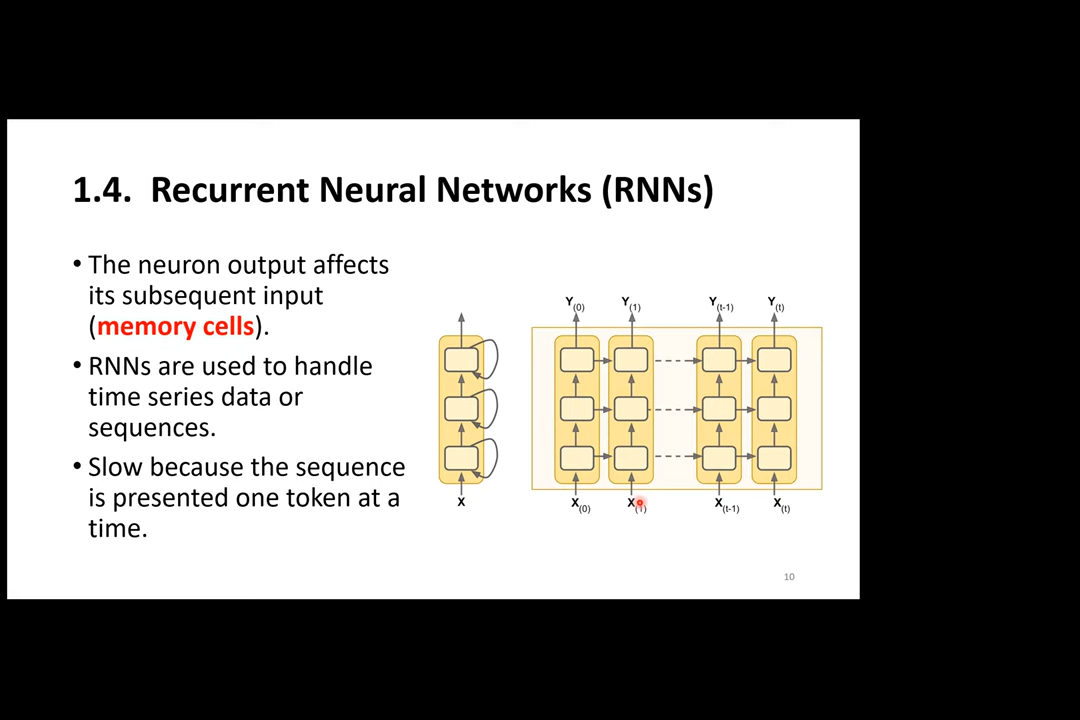 1.4. Recurrent Neural Networks (RNNs)
• The neuron output affects
its subsequent input
(memory cells).
• RNNs are used to handle
time series data or
sequences.
• Slow because the sequence
is presented one token at a
time.
Y(0) Y(1) Y(t-1) Y(t)
X X(0) X(1) X(t-1) X(t)
10